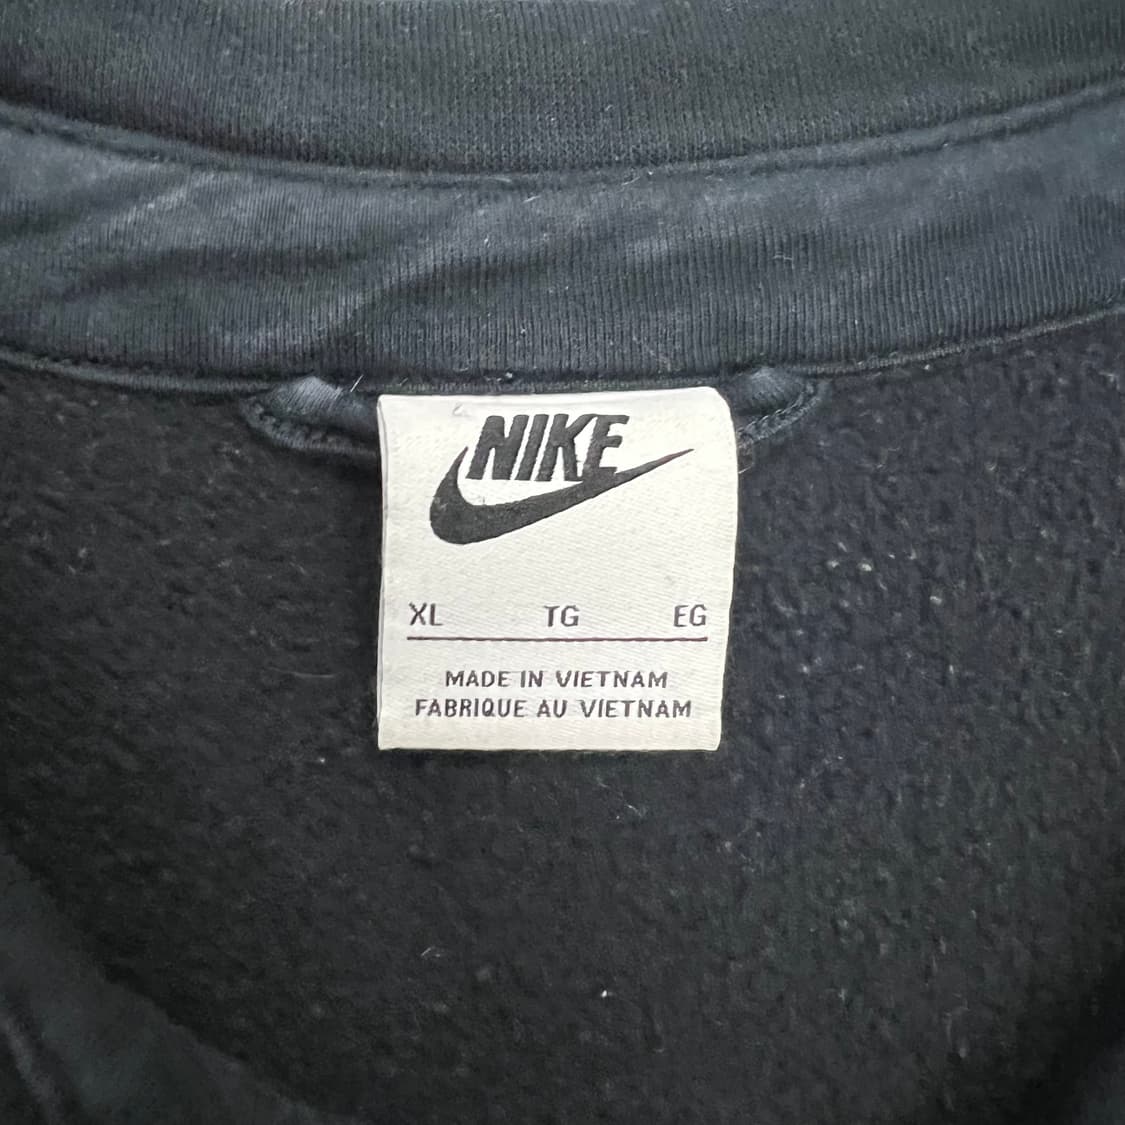 NIKE
XL TG EG
MADE IN VIETNAM
FABRIQUE AU VIETNAM